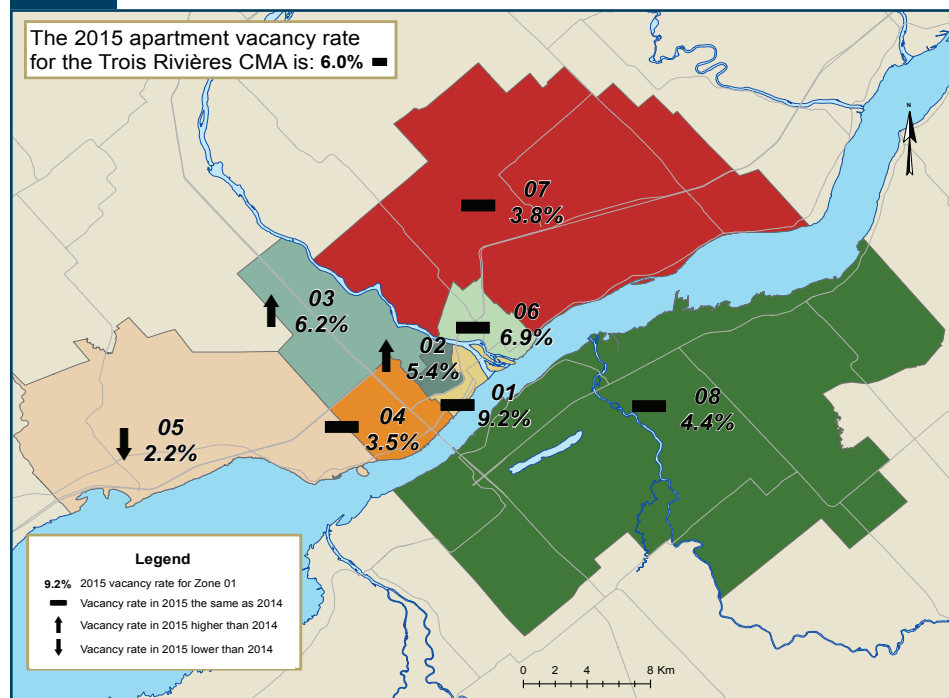 The 2015 apartment vacancy rate
for the Trois Rivières CMA is: 6.0%
N
07
3.8%
03
6.2%
06
6.9%
02
5.4%
01
9.2%
08
4.4%
04
3.5%
05
2.2%
Legend
9.2% 2015 vacancy rate for Zone 01
Vacancy rate in 2015 the same as 2014
Vacancy rate in 2015 higher than 2014
Vacancy rate in 2015 lower than 2014
0 2 4 6 8 Km